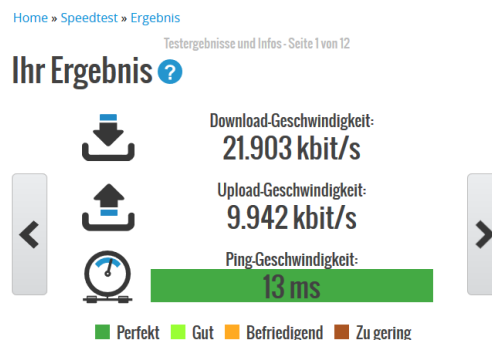 Home » Speedtest » Ergebnis
Testergebnisse und Infos - Seite 1 von 12
Ihr Ergebnis ?
Download-Geschwindigkeit:
21.903 kbit/s
Upload-Geschwindigkeit:
9.942 kbit/s
Ping-Geschwindigkeit:
13 ms
Perfekt Gut Befriedigend Zu gering